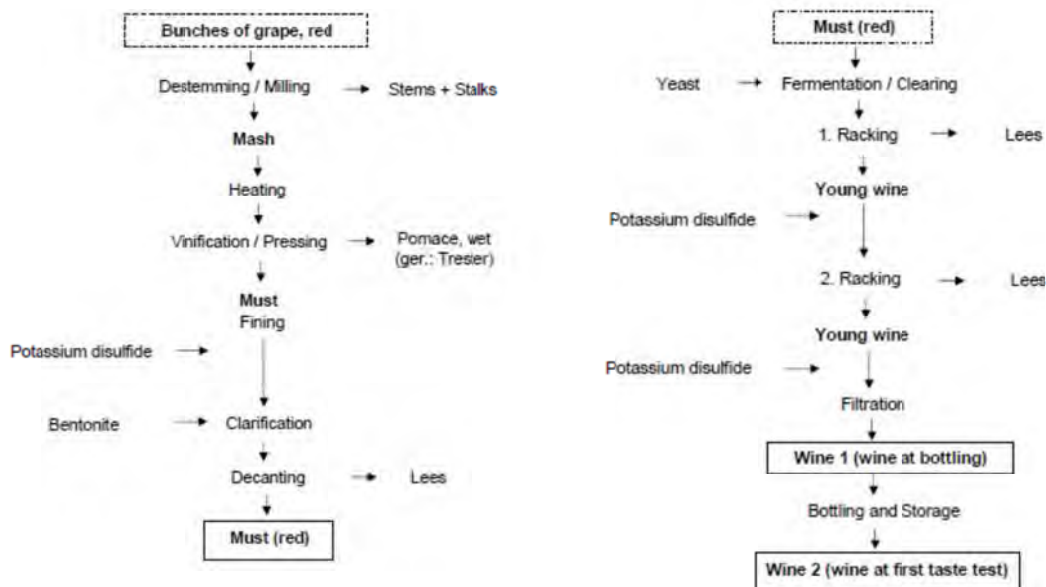 Bunches of grape, red
Destemming / Milling
Stems + Stalks
Mash
Heating
Vinification / Pressing
Pomace, wet
(ger.: Tresier)
Must
Fining
Potassium disulfide
Bentonite
Clarification
Decanting
Lees
Must (red)
Must (red)
Yeast
Fermentation / Clearing
1. Racking
Lees
Young wine
Potassium disulfide
2. Racking
Lees
Young wine
Potassium disulfide
Filtration
Wine 1 (wine at bottling)
Bottling and Storage
Wine 2 (wine at first taste test)